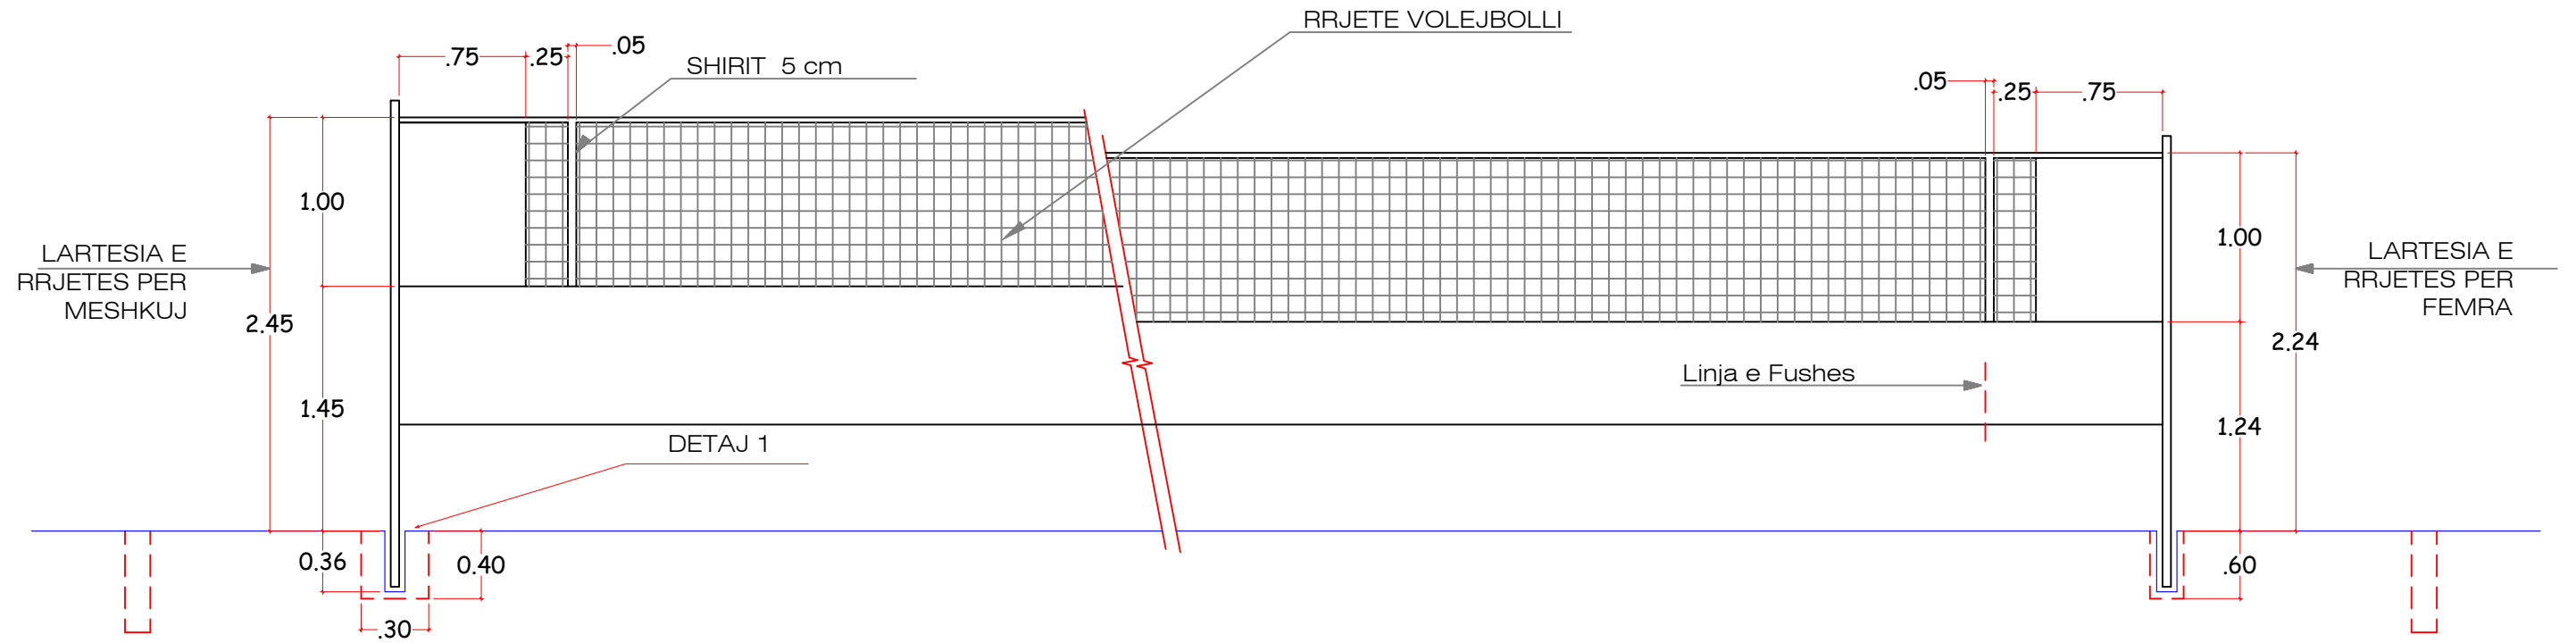 RRJETE VOLEJBOLLI
.75
.25
.05
SHIRIT 5 cm
.05
.25
.75
1.00
1.00
LARTESIA E
RRJETES PER
MESHKUJ
LARTESIA E
RRJETES PER
FEMRA
2.45
2.24
Linja e Fushes
1.45
1.24
DETAJ 1
0.36
0.40
.60
.30